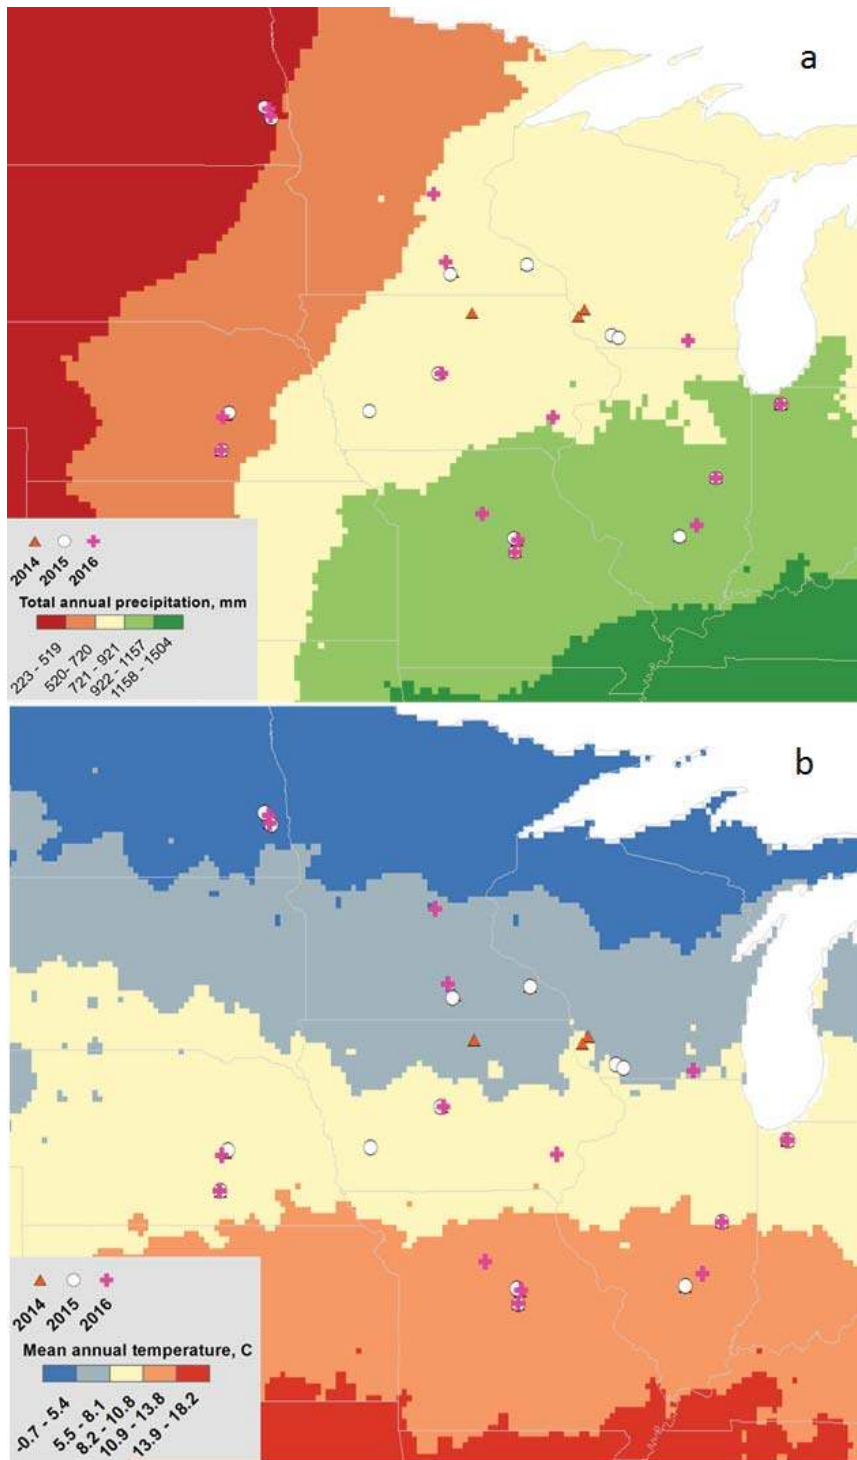 a
2014
2015
2016
Total annual precipitation, mm
223 - 519
520- 720
721 - 921
922 - 1157
1158 - 1504
b
2014
2015
2016
Mean annual temperature, C
-0.7 - 5.4
5.5 - 8.1
8.2 - 10.8
10.9 - 13.8
13.9 - 18.2